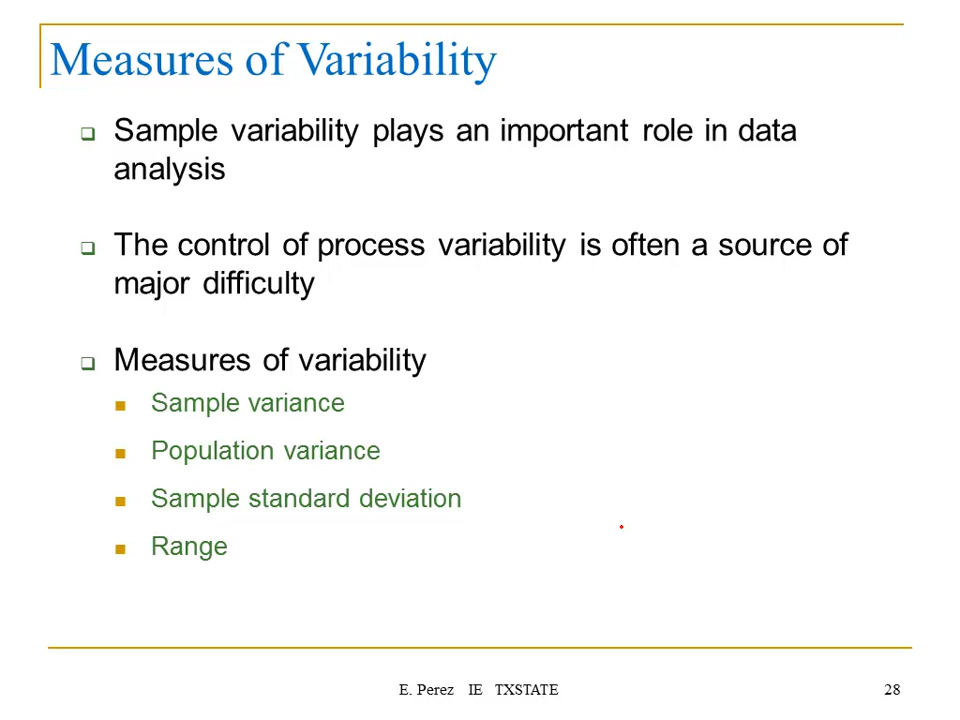 Measures of Variability
Sample variability plays an important role in data
analysis
The control of process variability is often a source of
major difficulty
Measures of variability
Sample variance
Population variance
Sample standard deviation
Range
E. Perez IE TXSTATE
28